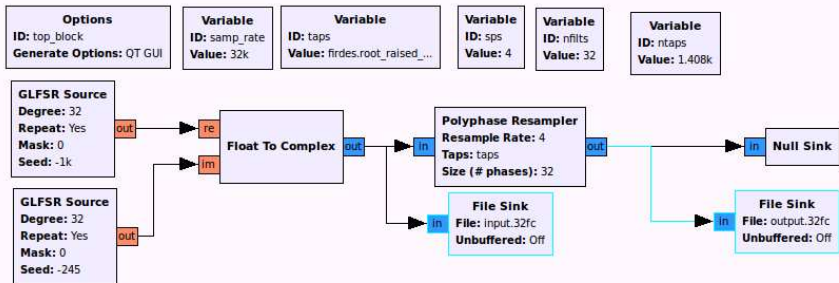 Options
ID: top_block
Generate Options: QT GUI
Variable
ID: samp_rate
Value: 32k
Variable
ID: taps
Value: firdes.root_raised_...
Variable
ID: sps
Value: 4
Variable
ID: nfilts
Value: 32
Variable
ID: ntaps
Value: 1.408k
GLFSR Source
Degree: 32
Repeat: Yes
Mask: 0
Seed: -1k
out
re
im
Float To Complex
out
in
Polyphase Resampler
Resample Rate: 4
Taps: taps
Size (# phases): 32
out
in
Null Sink
GLFSR Source
Degree: 32
Repeat: Yes
Mask: 0
Seed: -245
out
in
File Sink
File: input.32fc
Unbuffered: Off
in
File Sink
File: output.32fc
Unbuffered: Off